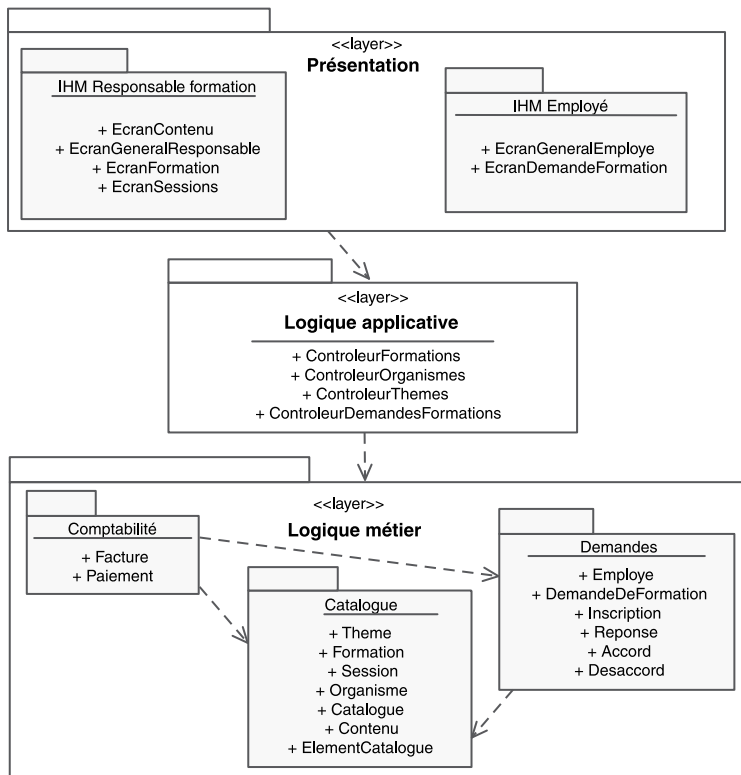 <<layer>>
Présentation
IHM Responsable formation
+ EcranContenu
+ EcranGeneralResponsable
+ EcranFormation
+ EcranSessions
IHM Employé
+ EcranGeneralEmploye
+ EcranDemandeFormation
<<layer>>
Logique applicative
+ ControleurFormations
+ ControleurOrganismes
+ ControleurThemes
+ ControleurDemandesFormations
<<layer>>
Logique métier
Comptabilité
+ Facture
+ Paiement
Catalogue
+ Theme
+ Formation
+ Session
+ Organisme
+ Catalogue
+ Contenu
+ ElementCatalogue
Demandes
+ Employe
+ DemandeDeFormation
+ Inscription
+ Reponse
+ Accord
+ Desaccord